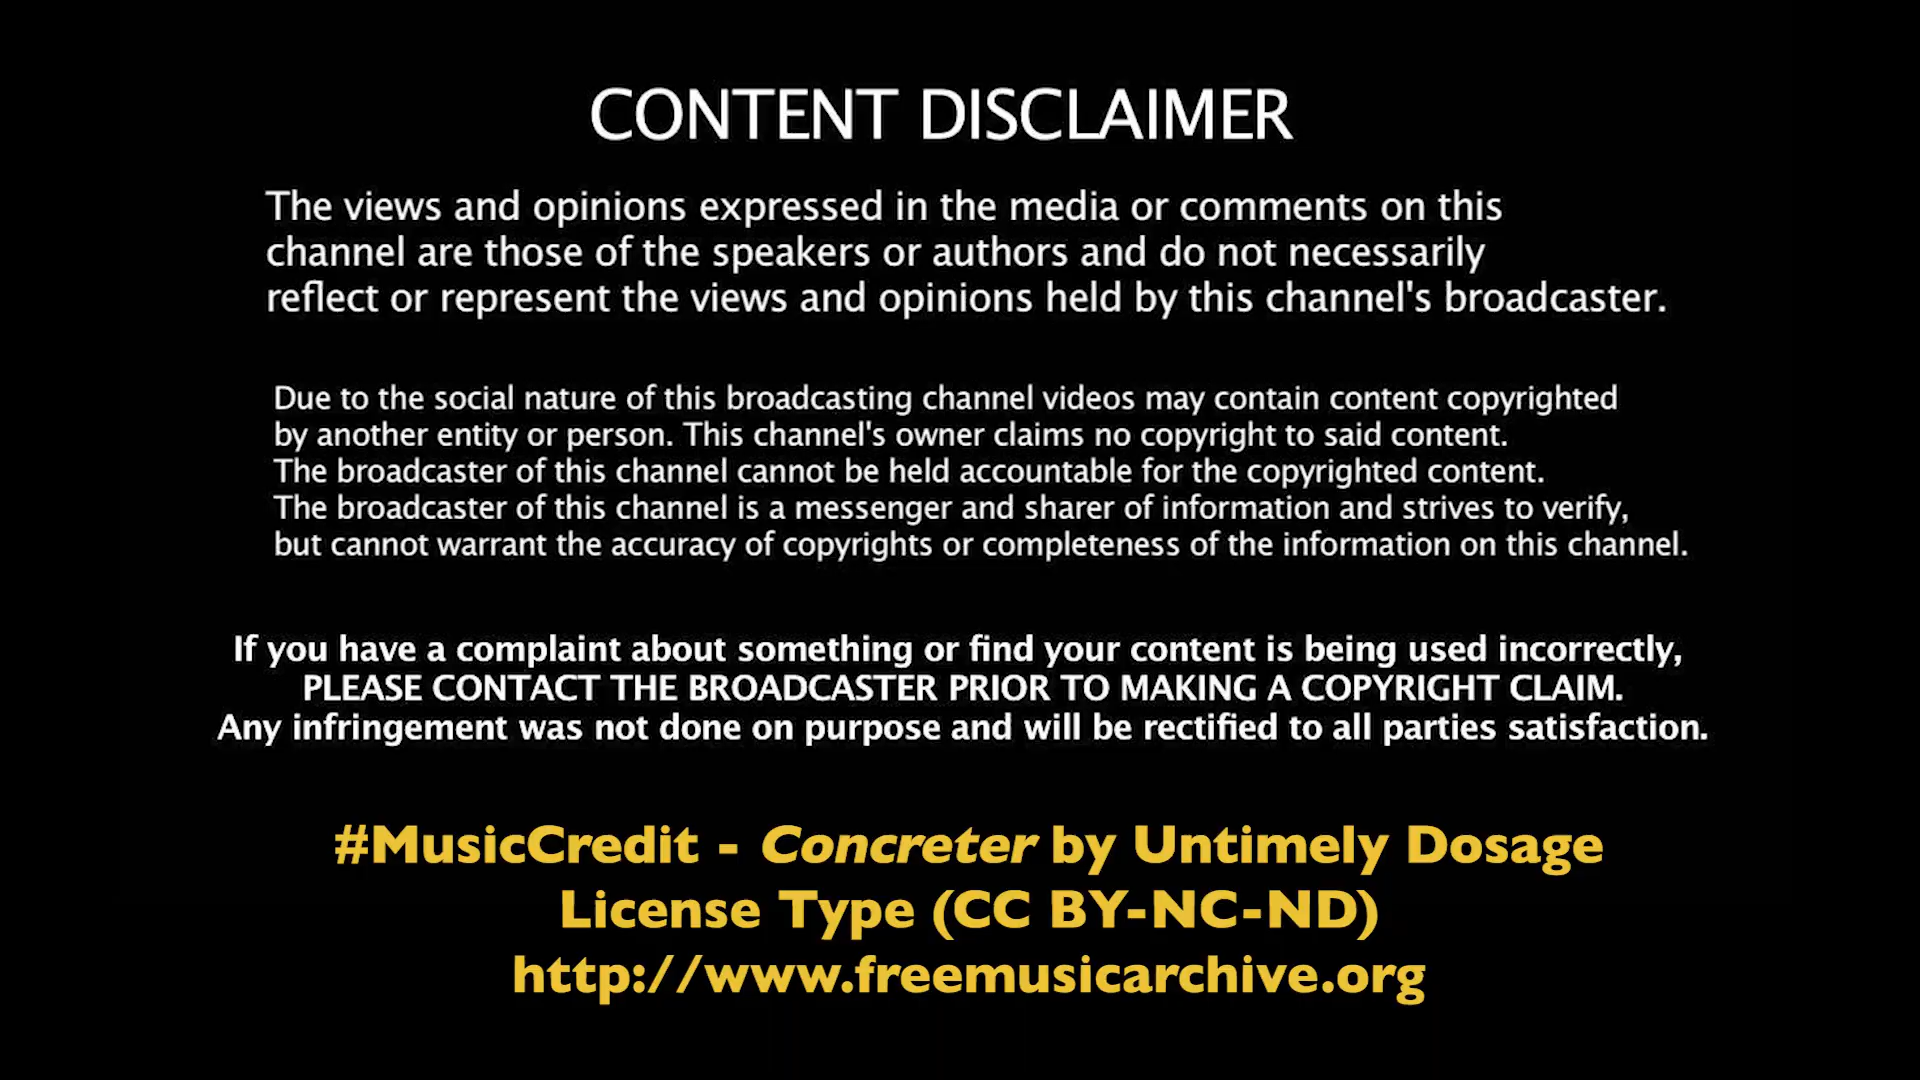 CONTENT DISCLAIMER
The views and opinions expressed in the media or comments on this
channel are those of the speakers or authors and do not necessarily
reflect or represent the views and opinions held by this channel's broadcaster.
Due to the social nature of this broadcasting channel videos may contain content copyrighted
by another entity or person. This channel's owner claims no copyright to said content.
The broadcaster of this channel cannot be held accountable for the copyrighted content.
The broadcaster of this channel is a messenger and sharer of information and strives to verify,
but cannot warrant the accuracy of copyrights or completeness of the information on this channel.
If you have a complaint about something or find your content is being used incorrectly,
PLEASE CONTACT THE BROADCASTER PRIOR TO MAKING A COPYRIGHT CLAIM.
Any infringement was not done on purpose and will be rectified to all parties satisfaction.
#MusicCredit - Concreter by Untimely Dosage
License Type (CC BY-NC-ND)
http://www.freemusicarchive.org